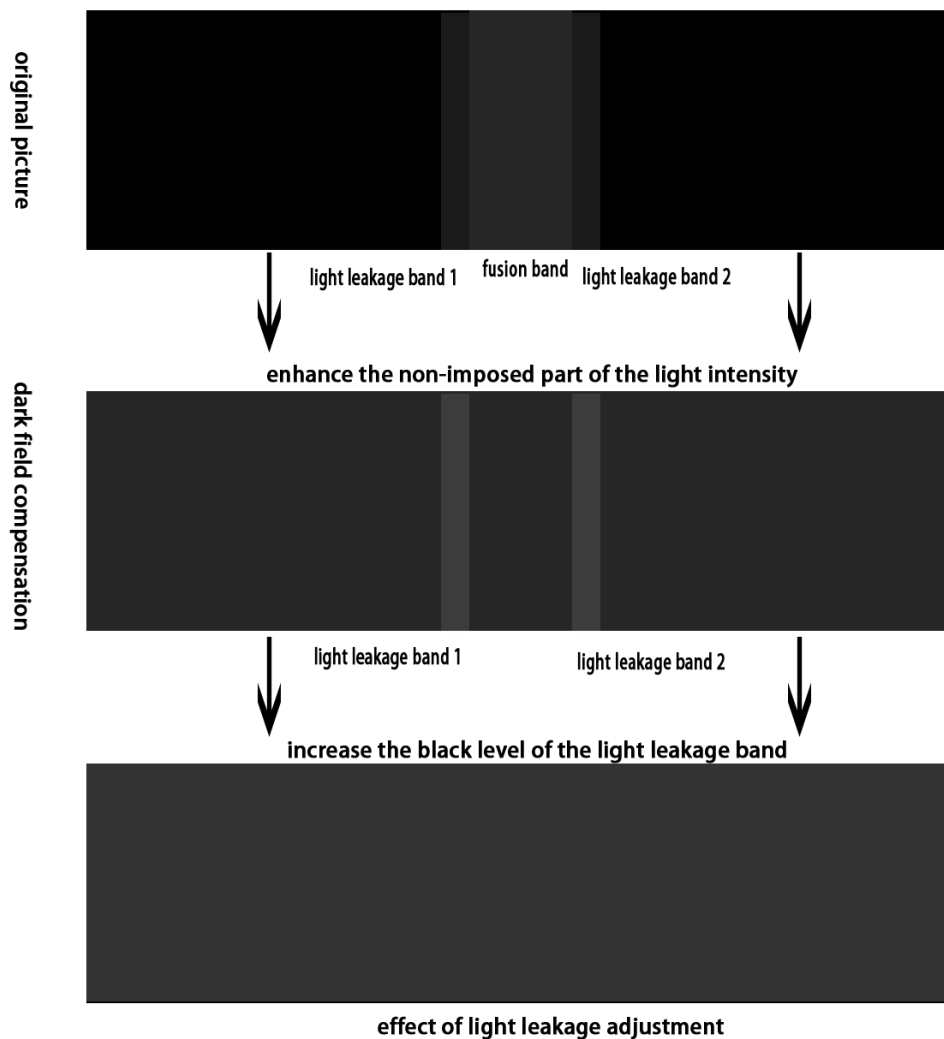 original picture
light leakage band 1
fusion band
light leakage band 2
enhance the non-imposed part of the light intensity
dark field compensation
light leakage band 1
light leakage band 2
increase the black level of the light leakage band
effect of light leakage adjustment